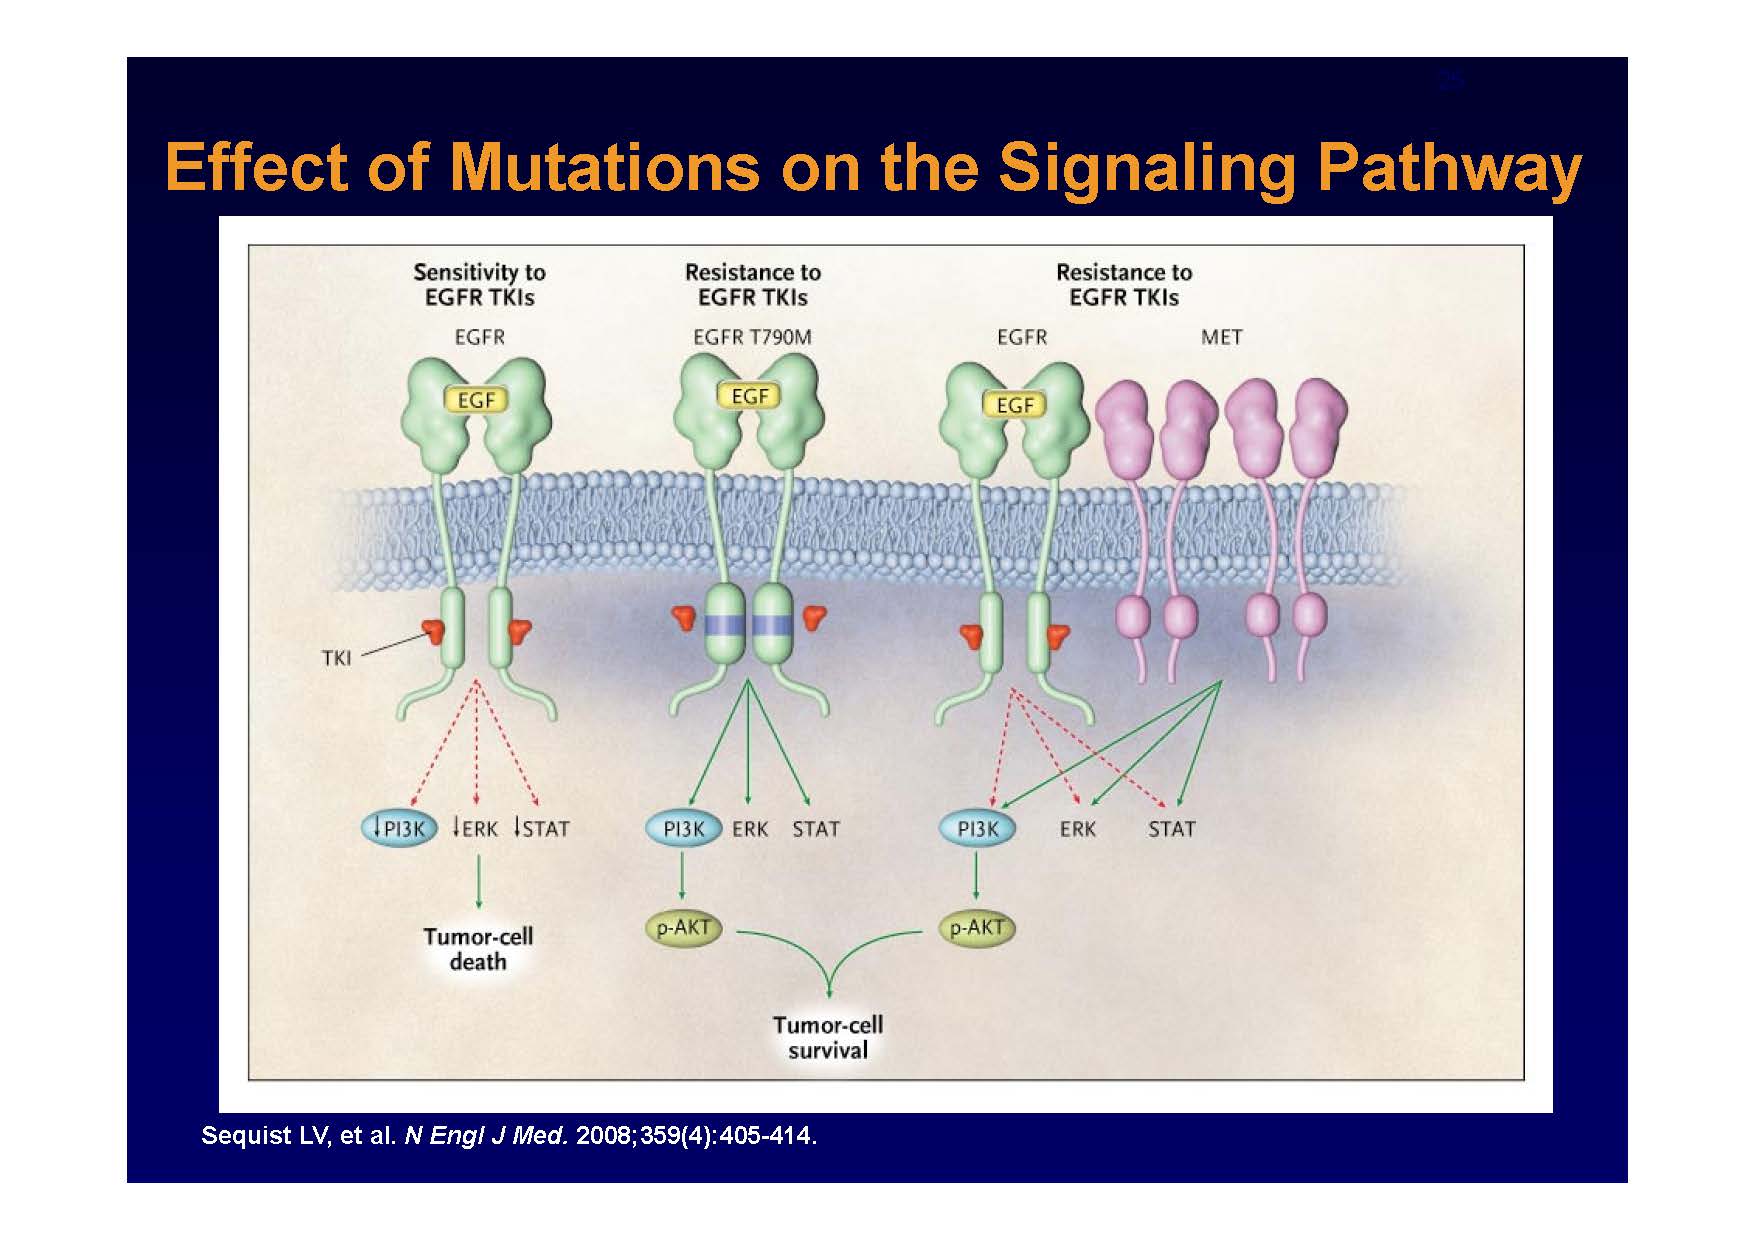 25
Effect of Mutations on the Signaling Pathway
Sensitivity to
EGFR TKIs
EGFR
EGF
TKI
↓PI3K ↓ERK ↓STAT
Tumor-cell
death
Resistance to
EGFR TKIs
EGFR T790M
EGF
PI3K ERK STAT
p-AKT
Resistance to
EGFR TKIs
EGFR MET
EGF
PI3K ERK STAT
p-AKT
Tumor-cell
survival
Sequist LV, et al. N Engl J Med. 2008;359(4):405-414.